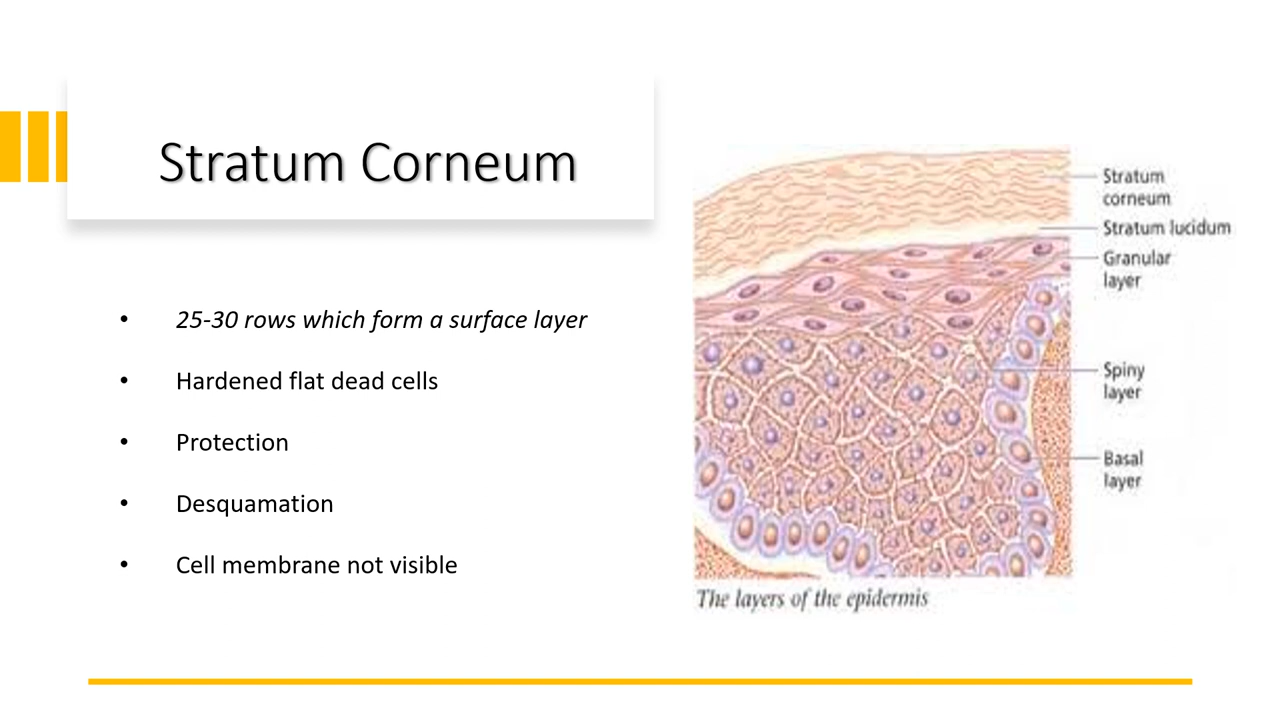 Stratum Corneum
• 25-30 rows which form a surface layer
• Hardened flat dead cells
• Protection
• Desquamation
• Cell membrane not visible
Stratum
corneum
Stratum lucidum
Granular
layer
Spiny
layer
Basal
layer
The layers of the epidermis